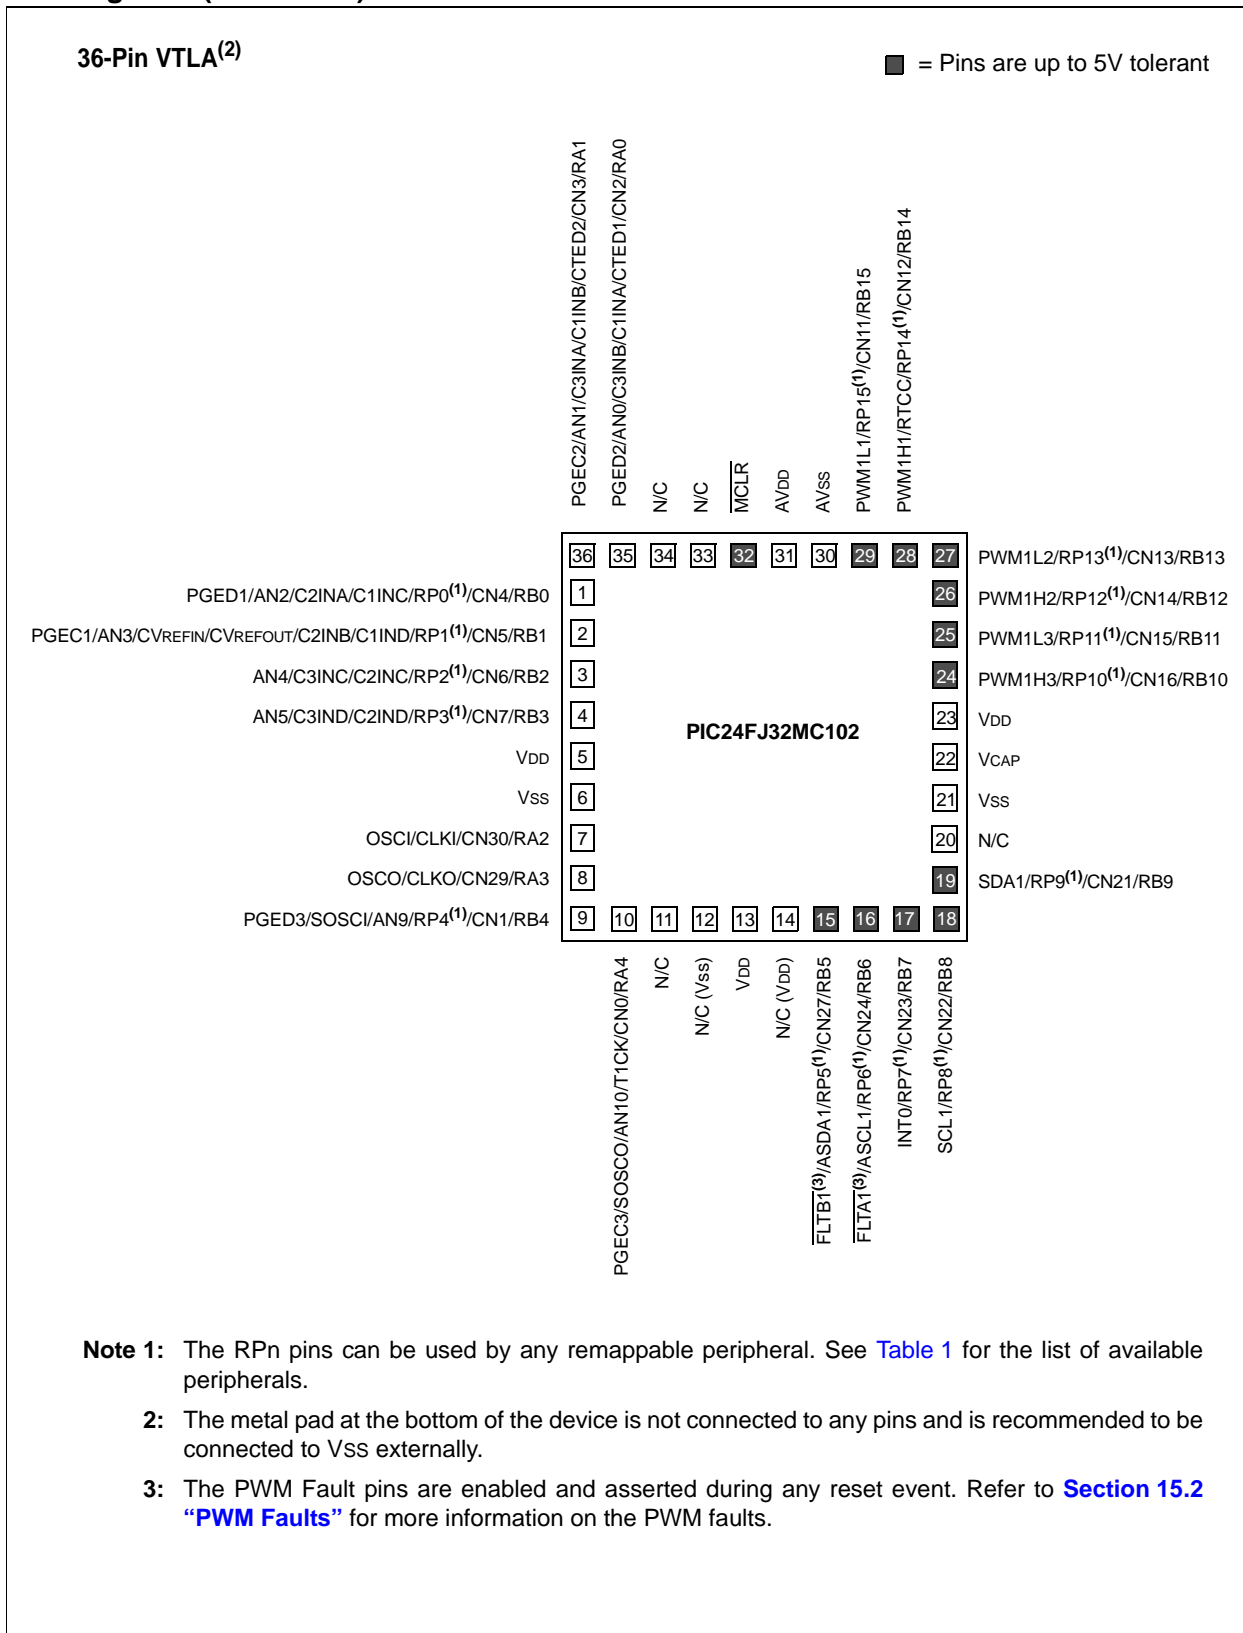 36-Pin VTLA(2)
= Pins are up to 5V tolerant
PGEC2/AN1/C3INA/C1INB/CTED2/CN3/RA1
PGED2/AN0/C3INB/C1INA/CTED1/CN2/RA0
N/C
N/C
MCLR
AVDD
AVSS
PWM1L1/RP15(1)/CN11/RB15
PWM1H1/RTCC/RP14(1)/CN12/RB14
36 35 34 33 32 31 30 29 28 27 PWM1L2/RP13(1)/CN13/RB13
PGED1/AN2/C2INA/C1INC/RP0(1)/CN4/RB0 1 26 PWM1H2/RP12(1)/CN14/RB12
PGEC1/AN3/CVREFIN/CVREFOUT/C2INB/C1IND/RP1(1)/CN5/RB1 2 25 PWM1L3/RP11(1)/CN15/RB11
AN4/C3INC/C2INC/RP2(1)/CN6/RB2 3 24 PWM1H3/RP10(1)/CN16/RB10
AN5/C3IND/C2IND/RP3(1)/CN7/RB3 4 23 VDD
PIC24FJ32MC102
VDD 5 22 VCAP
VSS 6 21 VSS
OSCI/CLKI/CN30/RA2 7 20 N/C
OSCO/CLKO/CN29/RA3 8 19 SDA1/RP9(1)/CN21/RB9
PGED3/SOSCI/AN9/RP4(1)/CN1/RB4 9 10 11 12 13 14 15 16 17 18
PGEC3/SOSCO/AN10/T1CK/CN0/RA4
N/C
N/C (Vss)
VDD
N/C (VDD)
FLTB1(3)/ASDA1/RP5(1)/CN27/RB5
FLTA1(3)/ASCL1/RP6(1)/CN24/RB6
INT0/RP7(1)/CN23/RB7
SCL1/RP8(1)/CN22/RB8
Note 1: The RPn pins can be used by any remappable peripheral. See Table 1 for the list of available
peripherals.
2: The metal pad at the bottom of the device is not connected to any pins and is recommended to be
connected to VSS externally.
3: The PWM Fault pins are enabled and asserted during any reset event. Refer to Section 15.2
“PWM Faults” for more information on the PWM faults.